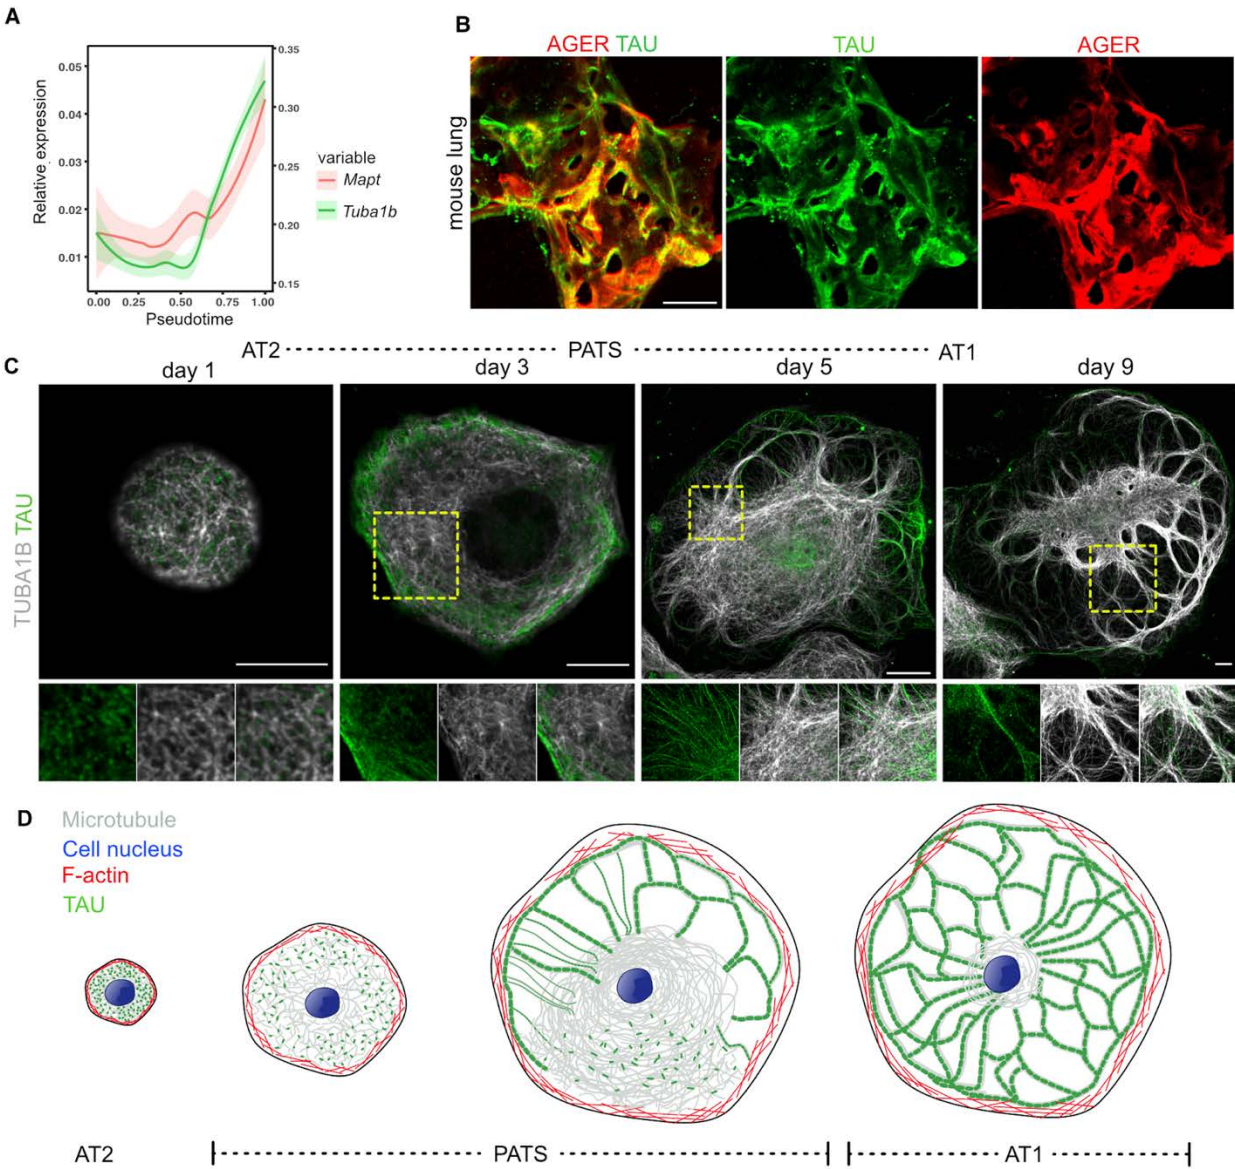 A
0.05
0.04
0.03
0.02
0.01
0.35
0.30
0.25
0.20
0.15
0.00 0.25 0.50 0.75 1.00
Relative expression
Pseudotime
variable
Mapt
Tuba1b
B
AGER TAU
TAU
AGER
mouse lung
AT2 PATS AT1
C
day 1
day 3
day 5
day 9
TUBA1B TAU
D
Microtubule
Cell nucleus
F-actin
TAU
AT2
PATS
AT1